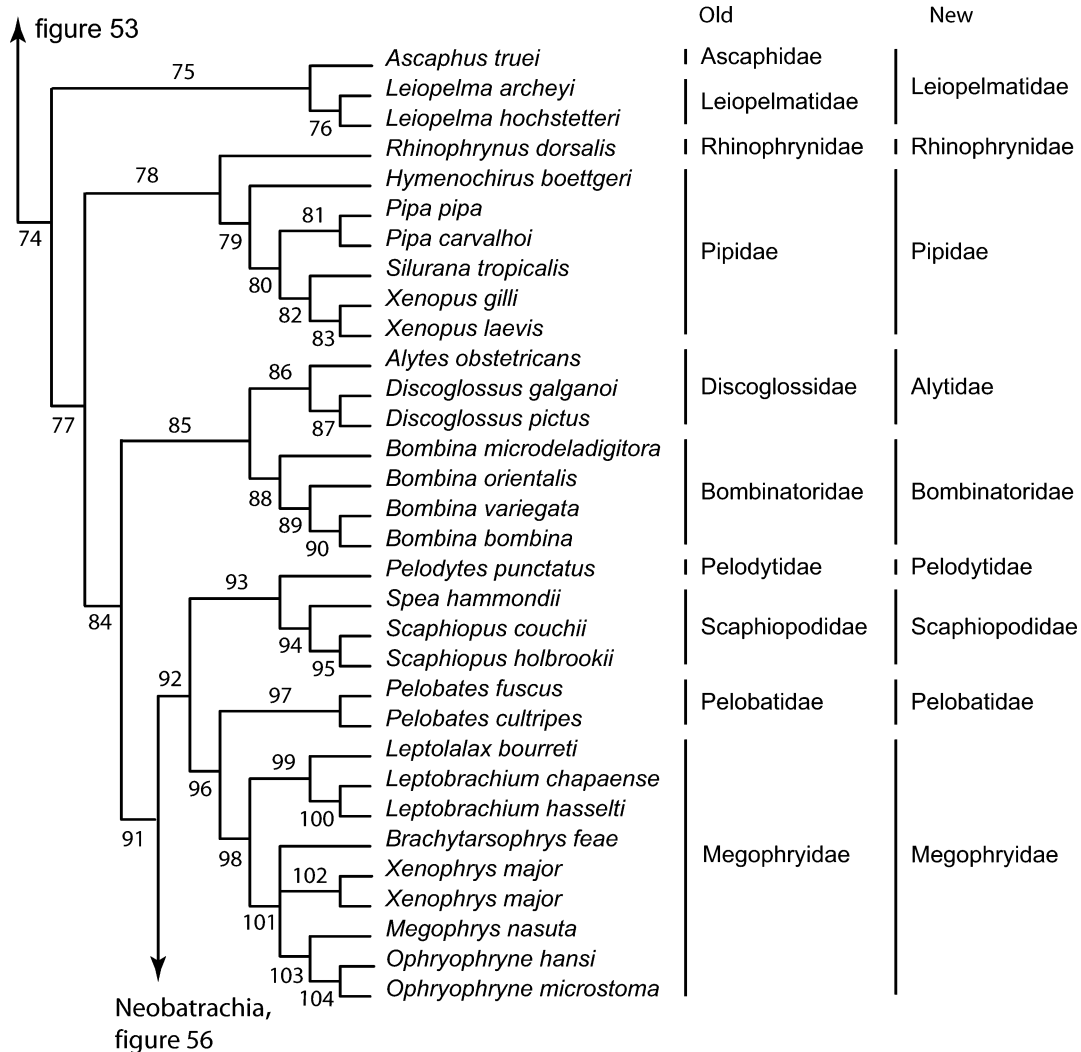 figure 53
Old New
75
Ascaphus truei
Ascaphidae
Leiopelma archeyi
Leiopelmatidae
Leiopelmatidae
76
Leiopelma hochstetteri
Rhinophrynus dorsalis
Rhinophrynidae
Rhinophrynidae
78
Hymenochirus boettgeri
81
Pipa pipa
74
79
Pipa carvalhoi
Pipidae
Pipidae
80
Silurana tropicalis
82
Xenopus gilli
83
Xenopus laevis
Alytes obstetricans
86
Discoglossus galganoi
Discoglossidae
Alytidae
77
85
87
Discoglossus pictus
Bombina microdeladigitora
88
Bombina orientalis
Bombinatoridae
Bombinatoridae
89
Bombina variegata
90
Bombina bombina
93
Pelodytes punctatus
Pelodytidae
Pelodytidae
Spea hammondii
84
94
Scaphiopus couchii
Scaphiopodidae
Scaphiopodidae
95
Scaphiopus holbrookii
92
97
Pelobates fuscus
Pelobatidae
Pelobatidae
Pelobates cultripes
Leptolalax bourreti
99
96
Leptobrachium chapaense
100
Leptobrachium hasselti
91
98
Brachytarsophrys feae
Megophryidae
Megophryidae
102
Xenophrys major
101
Xenophrys major
Megophrys nasuta
103
Ophryophryne hansi
104
Ophryophryne microstoma
Neobatrachia,
figure 56